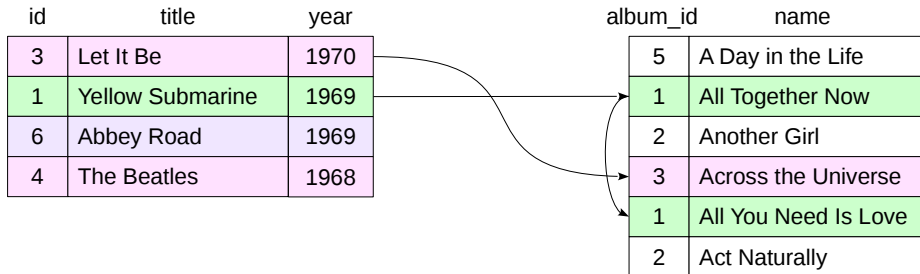 id title year
3 Let It Be 1970
1 Yellow Submarine 1969
6 Abbey Road 1969
4 The Beatles 1968
album_id name
5 A Day in the Life
1 All Together Now
2 Another Girl
3 Across the Universe
1 All You Need Is Love
2 Act Naturally